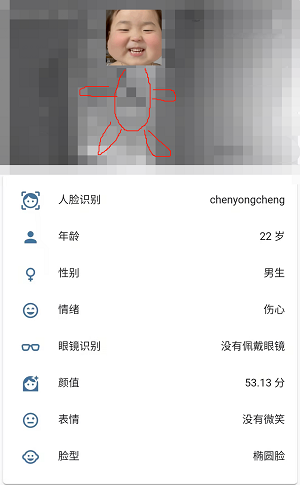 人脸识别 chenyongcheng
年龄 22 岁
性别 男生
情绪 伤心
眼镜识别 没有佩戴眼镜
颜值 53.13 分
表情 没有微笑
脸型 椭圆脸